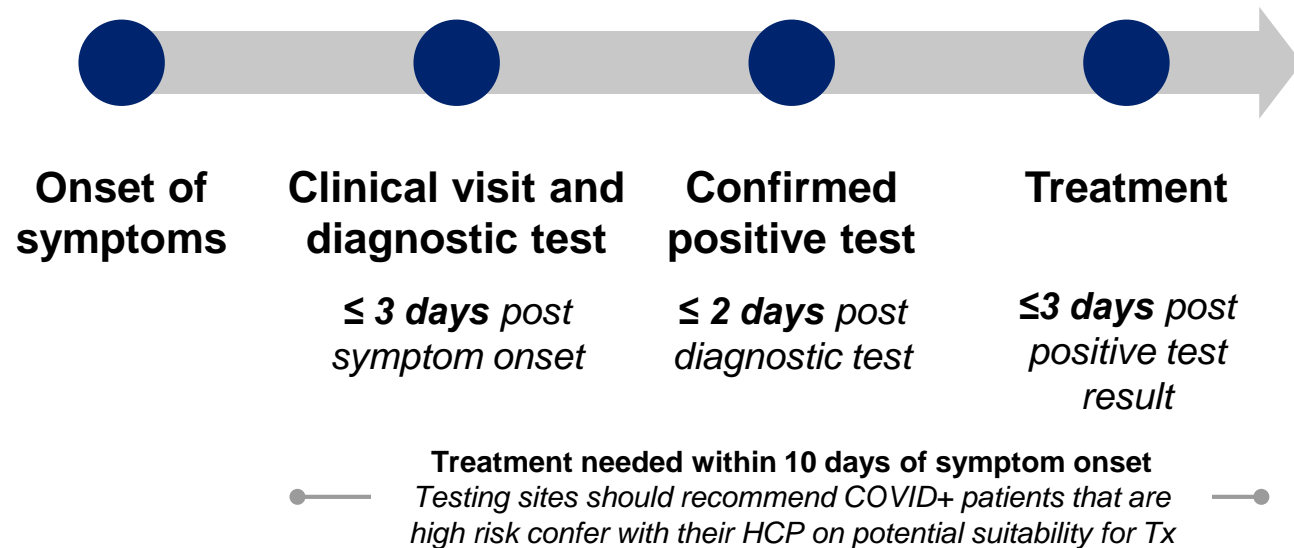 Onset of
symptoms
Clinical visit and
diagnostic test
≤ 3 days post
symptom onset
Confirmed
positive test
≤ 2 days post
diagnostic test
Treatment
≤3 days post
positive test
result
Treatment needed within 10 days of symptom onset
Testing sites should recommend COVID+ patients that are
high risk confer with their HCP on potential suitability for Tx